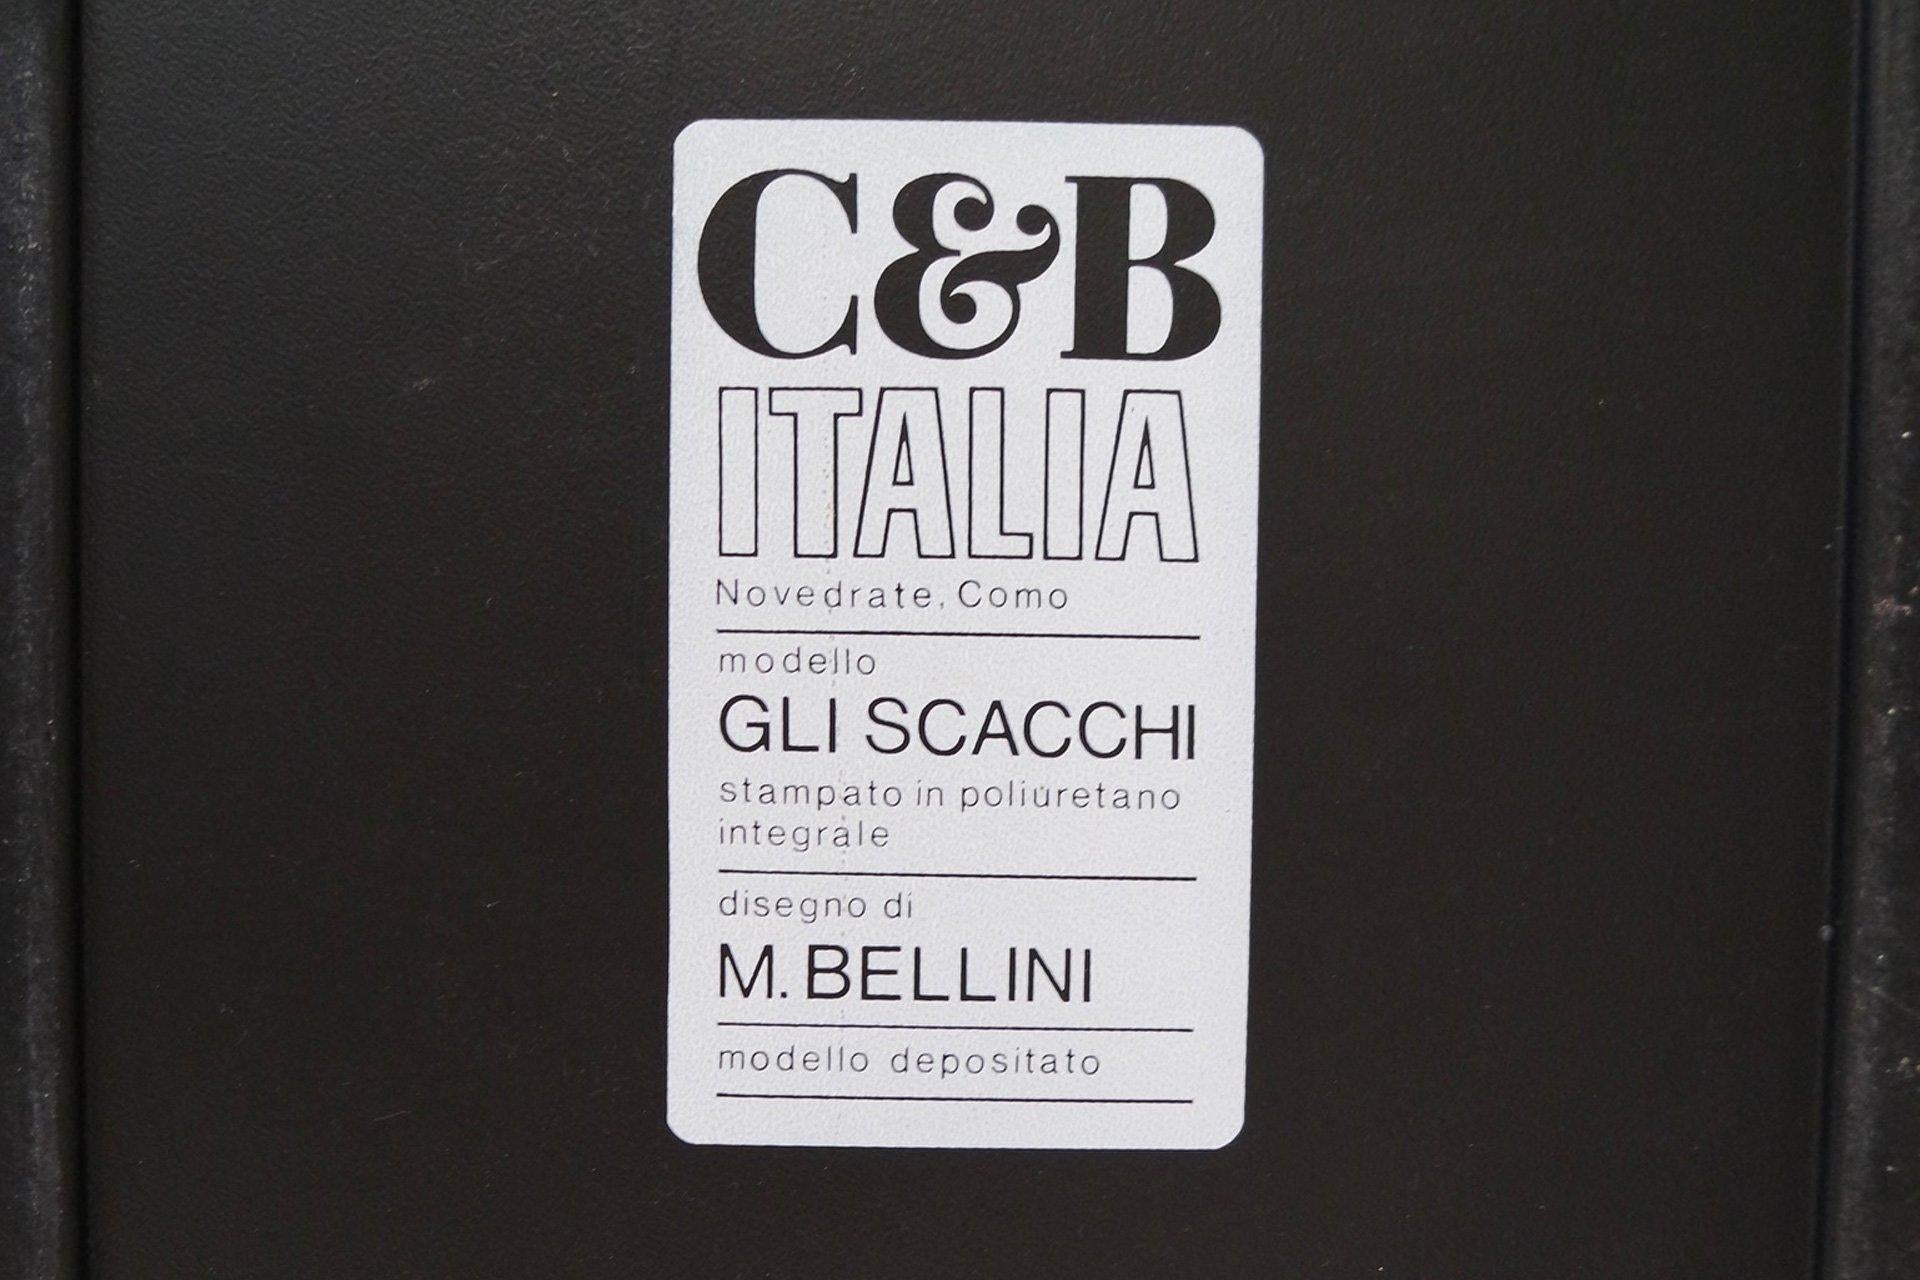 C&B
ITALIA
Novedrate, Como
modello
GLI SCACCHI
stampato in poliuretano
integrale
disegno di
M. BELLINI
modello depositato